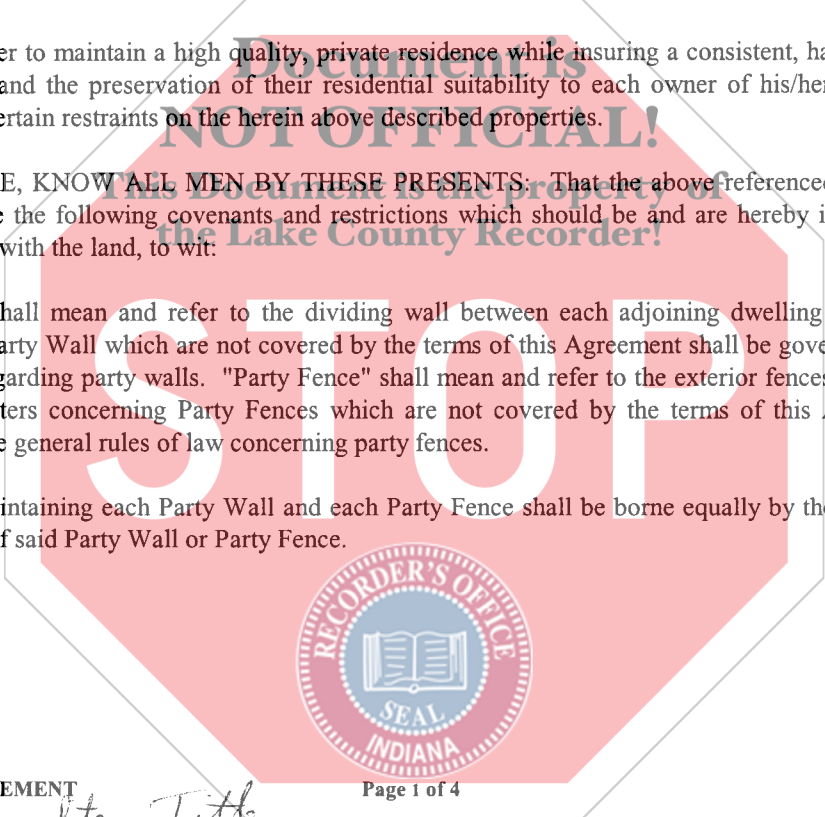 er to maintain a high quality, private residence while insuring a consistent, ha
and the preservation of their residential suitability to each owner of his/her
ertain restraints on the herein above described properties.
E, KNOW ALL MEN BY THESE PRESENTS: That the above referenced
the following covenants and restrictions which should be and are hereby i
with the land, to wit:
hall mean and refer to the dividing wall between each adjoining dwelling
arty Wall which are not covered by the terms of this Agreement shall be gove
garding party walls. "Party Fence" shall mean and refer to the exterior fences
ters concerning Party Fences which are not covered by the terms of this
e general rules of law concerning party fences.
intaining each Party Wall and each Party Fence shall be borne equally by the
f said Party Wall or Party Fence.
Document is
NOT OFFICIAL!
This Document is the property of
the Lake County Recorder!
STOP
RECORDER'S OFFICE
SEAL
INDIANA
EMENT
Page 1 of 4